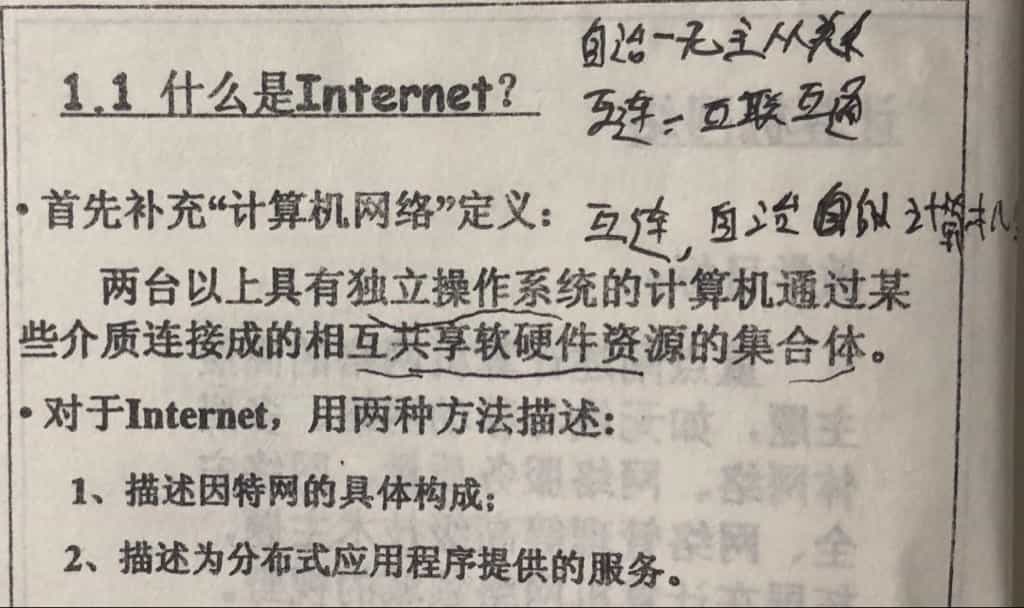 自治-无主从关系
1.1 什么是Internet?
互连-互联互通
• 首先补充“计算机网络”定义：互连，自治 计算机
两台以上具有独立操作系统的计算机通过某
些介质连接成的相互共享软硬件资源的集合体。
• 对于Internet，用两种方法描述:
1、描述因特网的具体构成;
2、描述为分布式应用程序提供的服务。